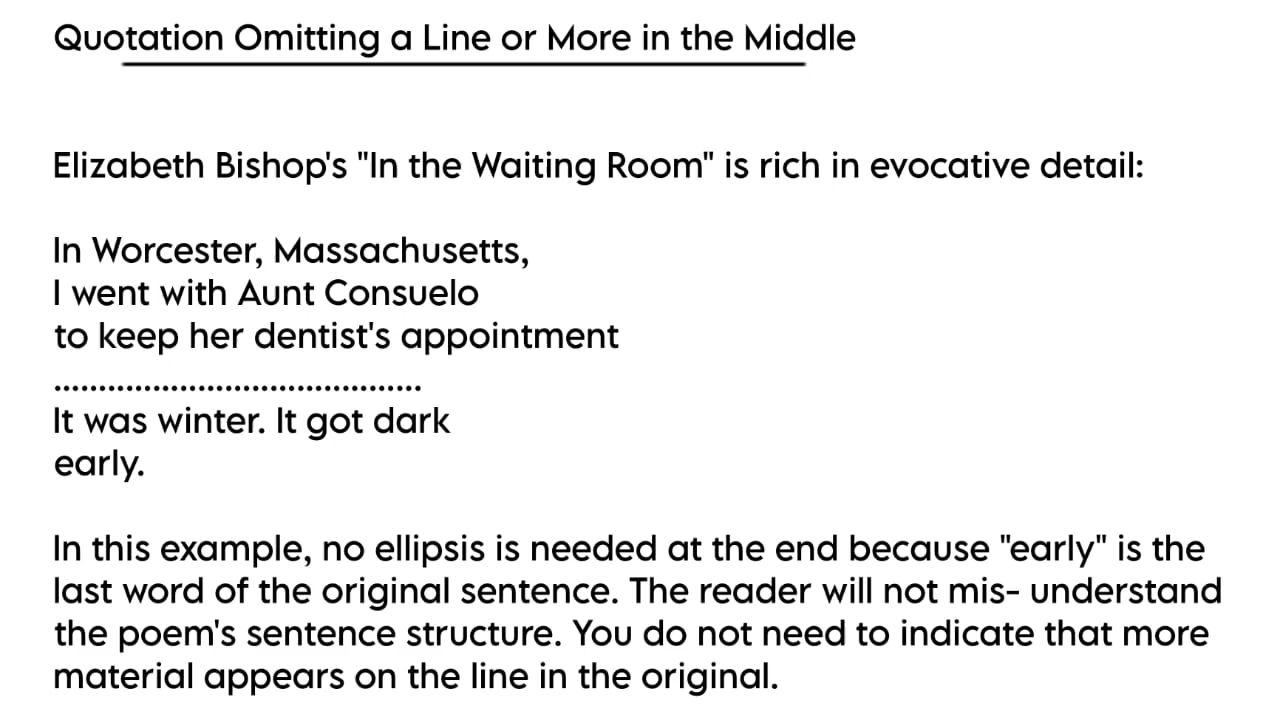 Quotation Omitting a Line or More in the Middle
Elizabeth Bishop's "In the Waiting Room" is rich in evocative detail:
In Worcester, Massachusetts,
I went with Aunt Consuelo
to keep her dentist's appointment
.........................................
It was winter. It got dark
early.
In this example, no ellipsis is needed at the end because "early" is the
last word of the original sentence. The reader will not mis- understand
the poem's sentence structure. You do not need to indicate that more
material appears on the line in the original.